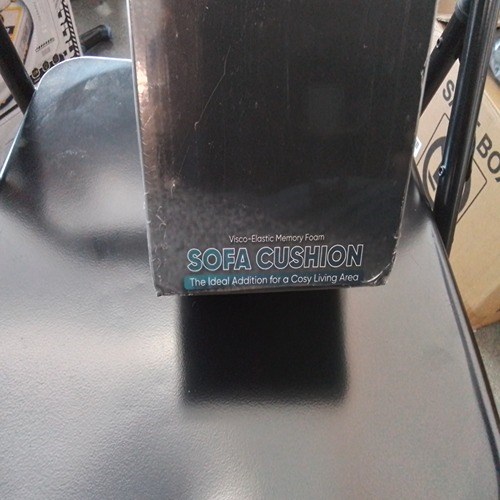 Visco-Elastic Memory Foam
SOFA CUSHION
The Ideal Addition for a Cosy Living Area